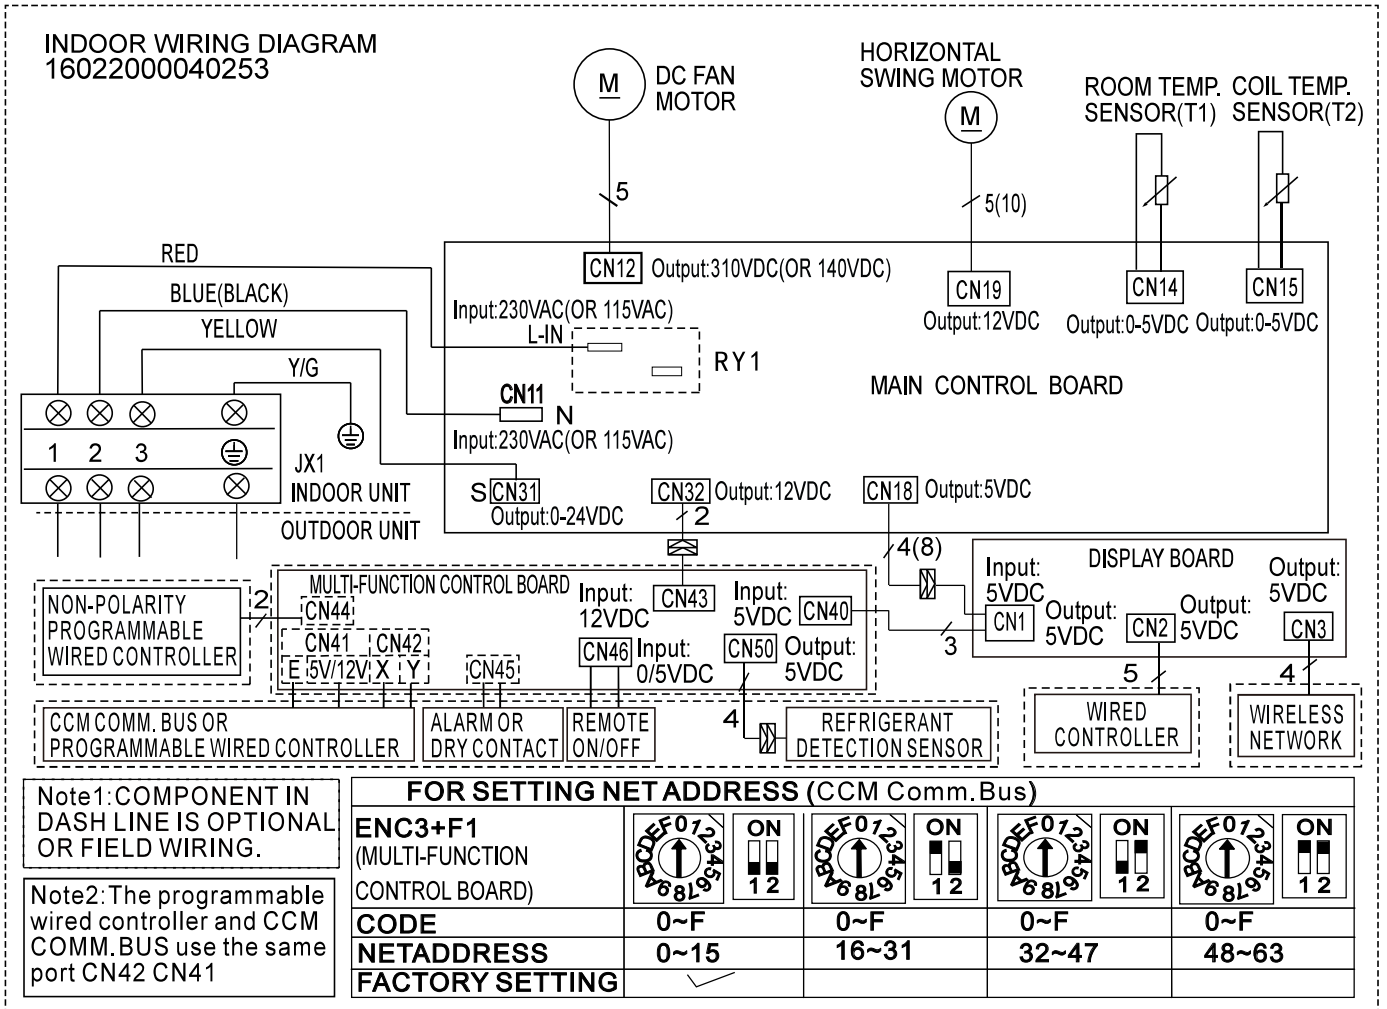 INDOOR WIRING DIAGRAM
16022000040253
M
DC FAN
MOTOR
HORIZONTAL
SWING MOTOR
M
ROOM TEMP.
SENSOR(T1)
COIL TEMP.
SENSOR(T2)
5
5(10)
RED
BLUE(BLACK)
YELLOW
Y/G
CN12 Output:310VDC(OR 140VDC)
CN19
Output:12VDC
CN14
Output:0-5VDC
CN15
Output:0-5VDC
Input:230VAC(OR 115VAC)
L-IN
RY1
MAIN CONTROL BOARD
CN11
N
Input:230VAC(OR 115VAC)
1 2 3
JX1
INDOOR UNIT
OUTDOOR UNIT
S CN31
Output:0-24VDC
CN32 Output:12VDC
2
CN18 Output:5VDC
4(8)
DISPLAY BOARD
Input:
5VDC
CN1
Output:
5VDC
CN2
Output:
5VDC
Output:
5VDC
CN3
3
5
4
MULTI-FUNCTION CONTROL BOARD
Input:
12VDC
CN43
Input:
5VDC
CN40
CN44
CN41 CN42
E 5V/12V X Y
CN45
CN46
Input:
0/5VDC
CN50
Output:
5VDC
2
4
NON-POLARITY
PROGRAMMABLE
WIRED CONTROLLER
CCM COMM. BUS OR
PROGRAMMABLE WIRED CONTROLLER
ALARM OR
DRY CONTACT
REMOTE
ON/OFF
REFRIGERANT
DETECTION SENSOR
WIRED
CONTROLLER
WIRELESS
NETWORK
Note1:COMPONENT IN
DASH LINE IS OPTIONAL
OR FIELD WIRING.
Note2:The programmable
wired controller and CCM
COMM.BUS use the same
port CN42 CN41
FOR SETTING NET ADDRESS (CCM Comm.Bus)
ENC3+F1
(MULTI-FUNCTION
CONTROL BOARD)
0123456789ABCDEF
ON
1 2
0123456789ABCDEF
ON
1 2
0123456789ABCDEF
ON
1 2
0123456789ABCDEF
ON
1 2
CODE 0~F 0~F 0~F 0~F
NETADDRESS 0~15 16~31 32~47 48~63
FACTORY SETTING